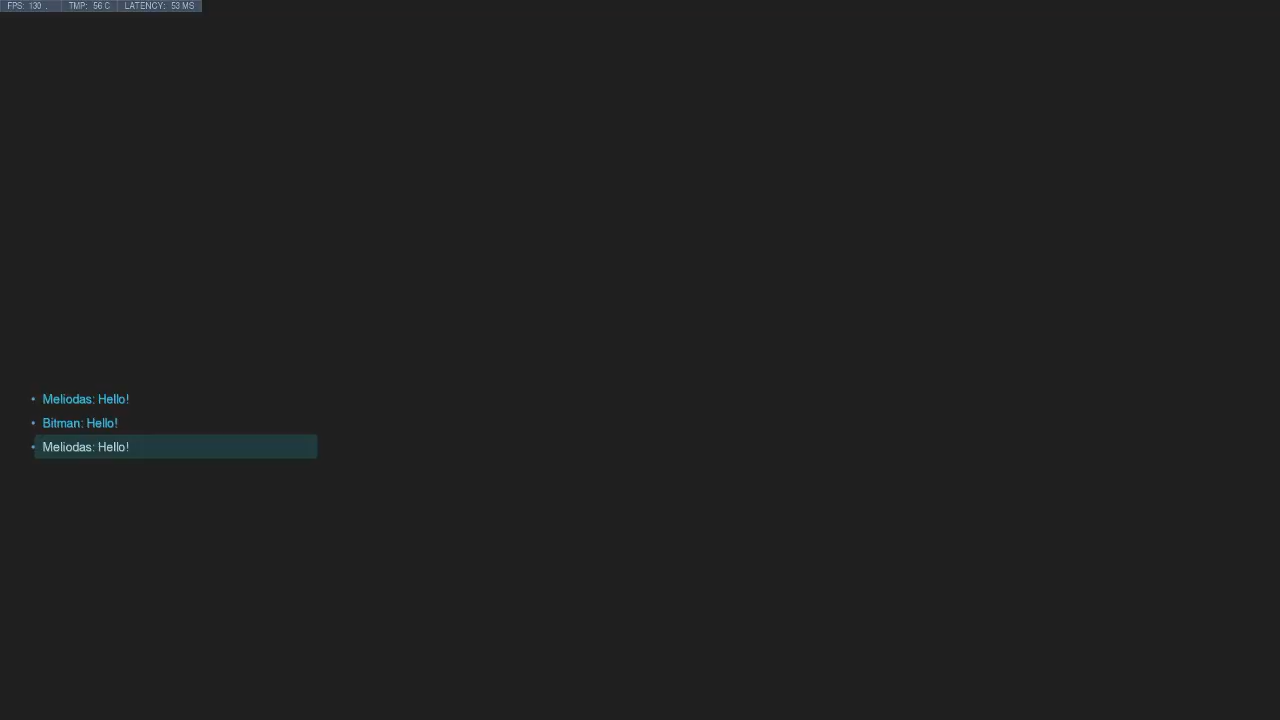 FPS: 130 . TMP: 56 C LATENCY: 53 MS
• Meliodas: Hello!
• Bitman: Hello!
• Meliodas: Hello!